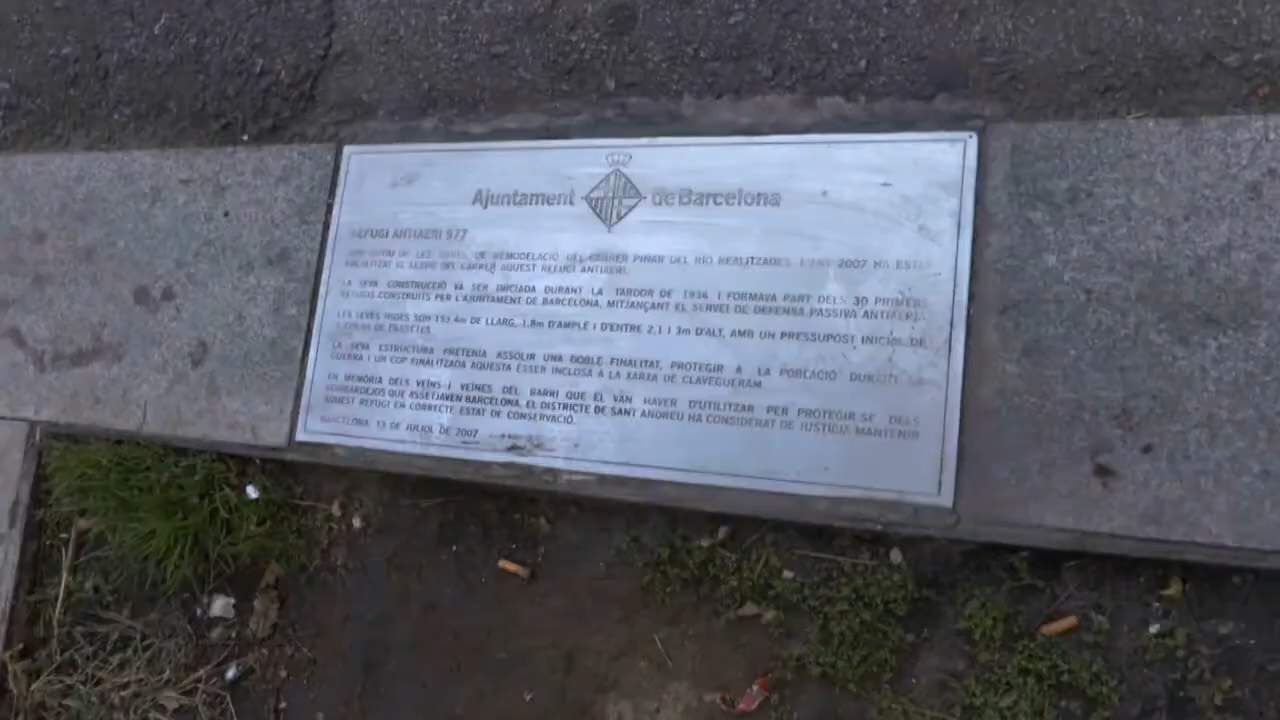 Ajuntament de Barcelona
REFUGI ANTIAERI 977
DE REMODELACIÓ DEL CARRER PINAR DEL RIO REALITZADES L'ANY 2007 HA ESTAT
LOCALITZAT AL LLARG DEL CARRER AQUEST REFUGI ANTIAERI.
LA SEVA CONSTRUCCIÓ VA SER INICIADA DURANT LA TARDOR DE 1936 I FORMAVA PART DELS 30 PRIMERS
REFUGIS CONSTRUITS PER L'AJUNTAMENT DE BARCELONA, MITJANÇANT EL SERVEI DE DEFENSA PASSIVA ANTIAÈRIA.
LES SEVES MIDES SÓN DE LLARG, 1,8m D'AMPLE I D'ENTRE 2,1 I 3m D'ALT, AMB UN PRESSUPOST INICIAL DE
DE PESSETES
LA SEVA ESTRUCTURA PRETENIA ASSOLIR UNA DOBLE FINALITAT, PROTEGIR A LA POBLACIÓ DURANT LA
GUERRA I UN COP FINALITZADA AQUESTA ÉSSER INCLOSA A LA XARXA DE CLAVEGUERAM.
EN MEMÒRIA DELS VEÏNS I VEÏNES DEL BARRI QUE EL VAN HAVER D'UTILITZAR PER PROTEGIR-SE DELS
BOMBARDEJOS QUE ASSETJAVEN BARCELONA, EL DISTRICTE DE SANT ANDREU HA CONSIDERAT DE JUSTÍCIA MANTENIR
AQUEST REFUGI EN CORRECTE ESTAT DE CONSERVACIÓ.
BARCELONA, 13 DE JULIOL DE 2007